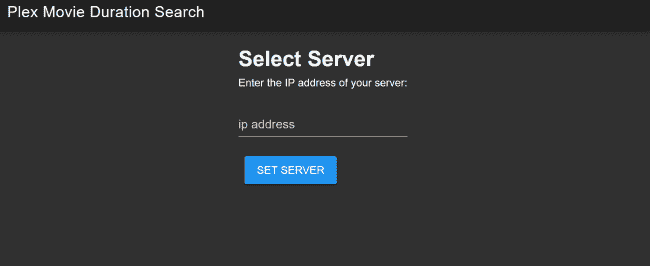 Plex Movie Duration Search
Select Server
Enter the IP address of your server:
ip address
SET SERVER